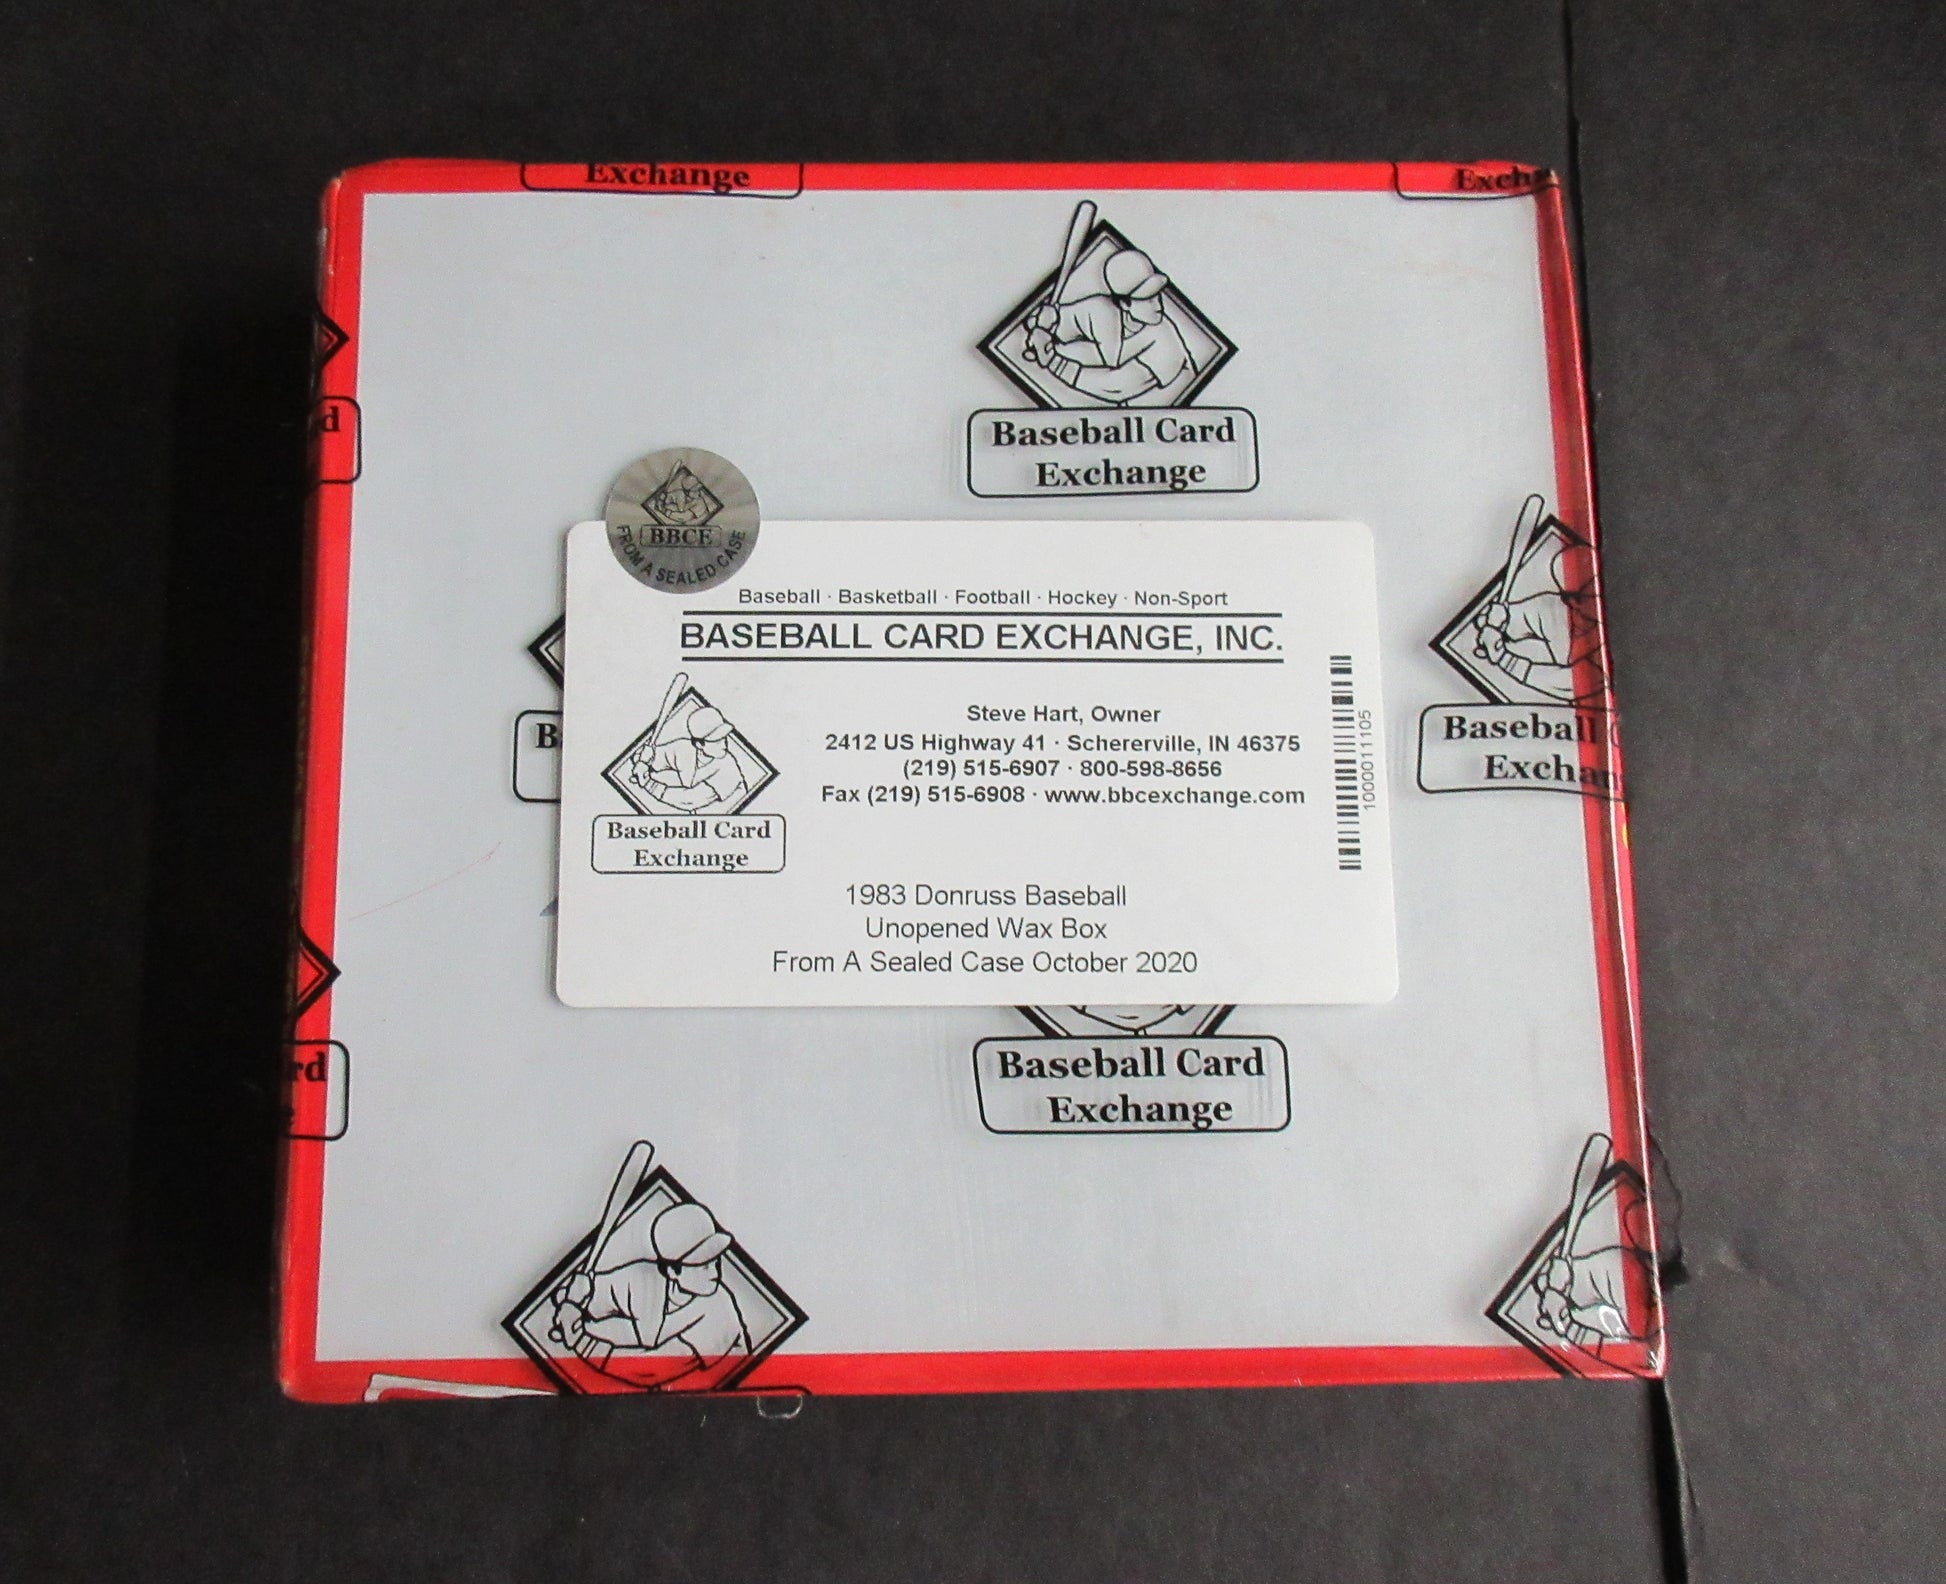 Exchange
Baseball Card
Exchange
d
BBCE
FROM A SEALED CASE
Baseball · Basketball · Football · Hockey · Non-Sport
BASEBALL CARD EXCHANGE, INC.
Steve Hart, Owner
2412 US Highway 41 · Schererville, IN 46375
(219) 515-6907 · 800-598-8656
Fax (219) 515-6908 · www.bbcexchange.com
Baseball Card
Exchange
1000011105
1983 Donruss Baseball
Unopened Wax Box
From A Sealed Case October 2020
Baseball
Baseball Card
Exchange
rd